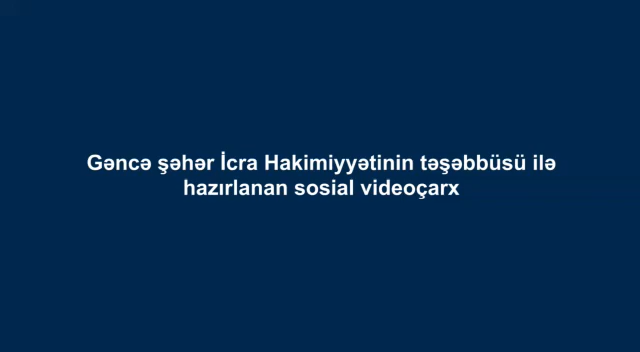 Gəncə şəhər İcra Hakimiyyətinin təşəbbüsü ilə
hazırlanan sosial videoçarx